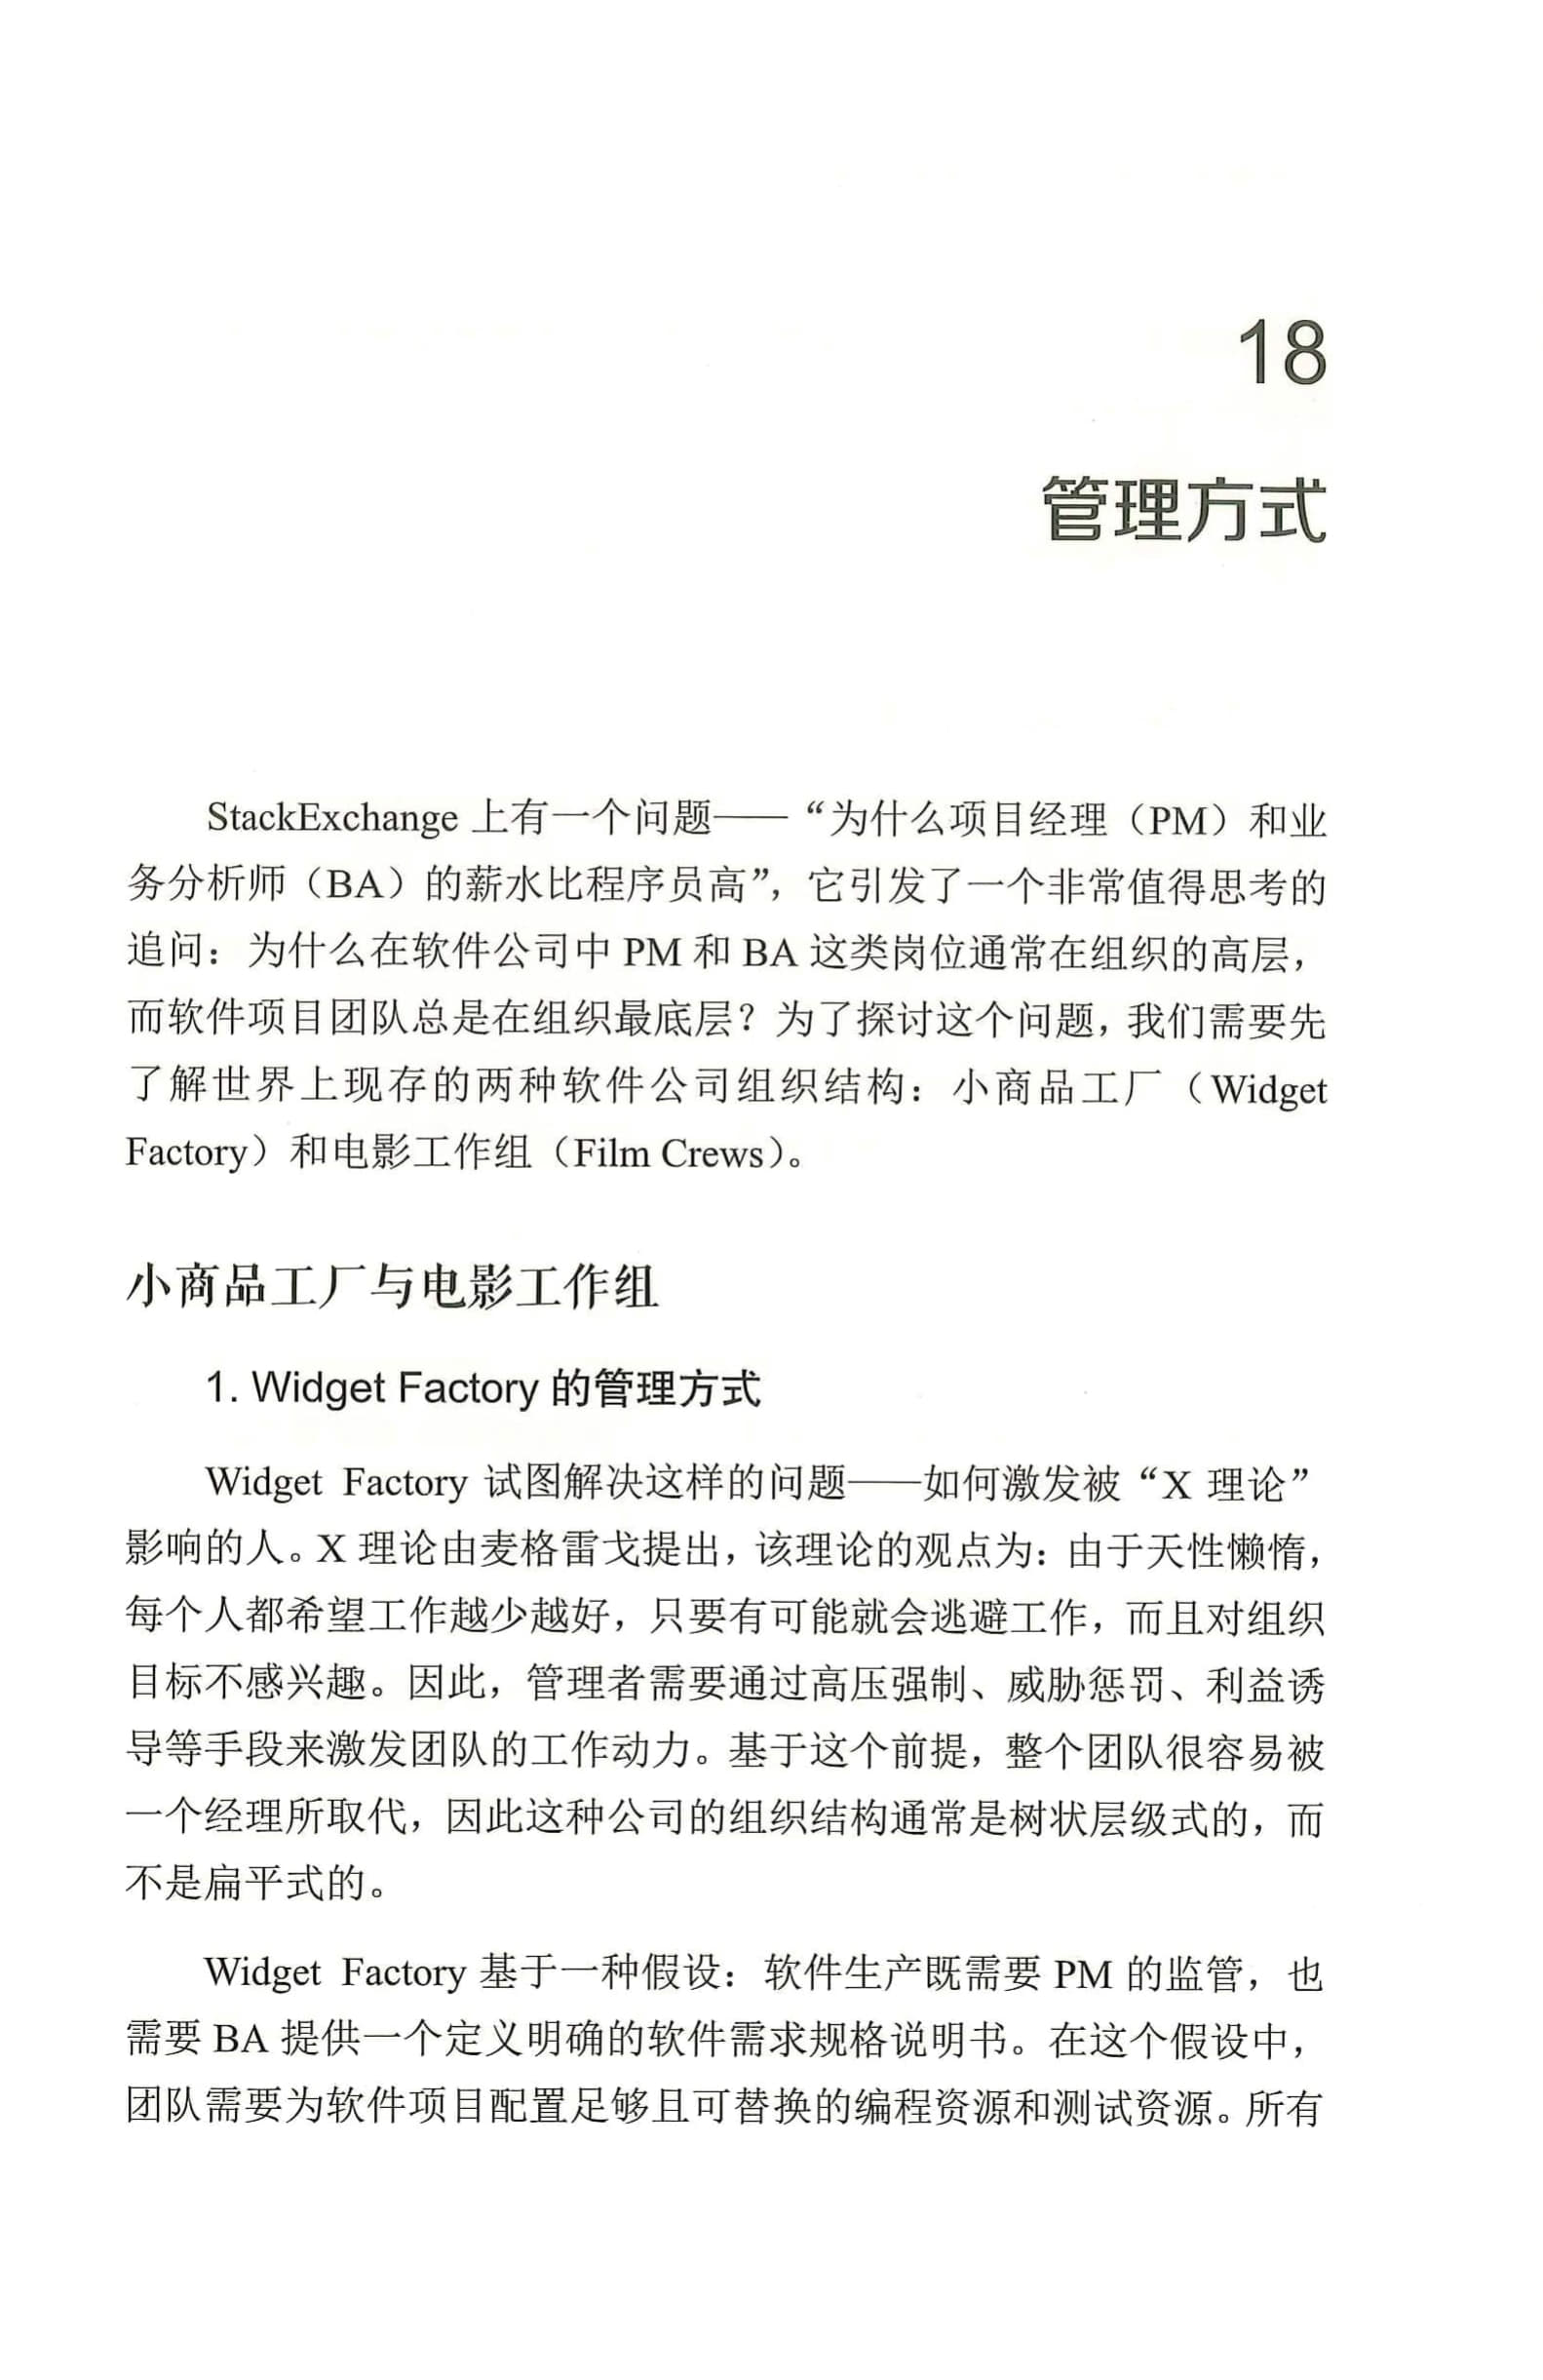 18
管理方式
StackExchange 上有一个问题——“为什么项目经理（PM）和业
务分析师（BA）的薪水比程序员高”，它引发了一个非常值得思考的
追问：为什么在软件公司中 PM 和 BA 这类岗位通常在组织的高层，
而软件项目团队总是在组织最底层？为了探讨这个问题，我们需要先
了解世界上现存的两种软件公司组织结构：小商品工厂（Widget
Factory）和电影工作组（Film Crews）。
小商品工厂与电影工作组
1. Widget Factory 的管理方式
Widget Factory 试图解决这样的问题——如何激发被“X 理论”
影响的人。X 理论由麦格雷戈提出，该理论的观点为：由于天性懒惰，
每个人都希望工作越少越好，只要有可能就会逃避工作，而且对组织
目标不感兴趣。因此，管理者需要通过高压强制、威胁惩罚、利益诱
导等手段来激发团队的工作动力。基于这个前提，整个团队很容易被
一个经理所取代，因此这种公司的组织结构通常是树状层级式的，而
不是扁平式的。
Widget Factory 基于一种假设：软件生产既需要 PM 的监管，也
需要 BA 提供一个定义明确的软件需求规格说明书。在这个假设中，
团队需要为软件项目配置足够且可替换的编程资源和测试资源。所有